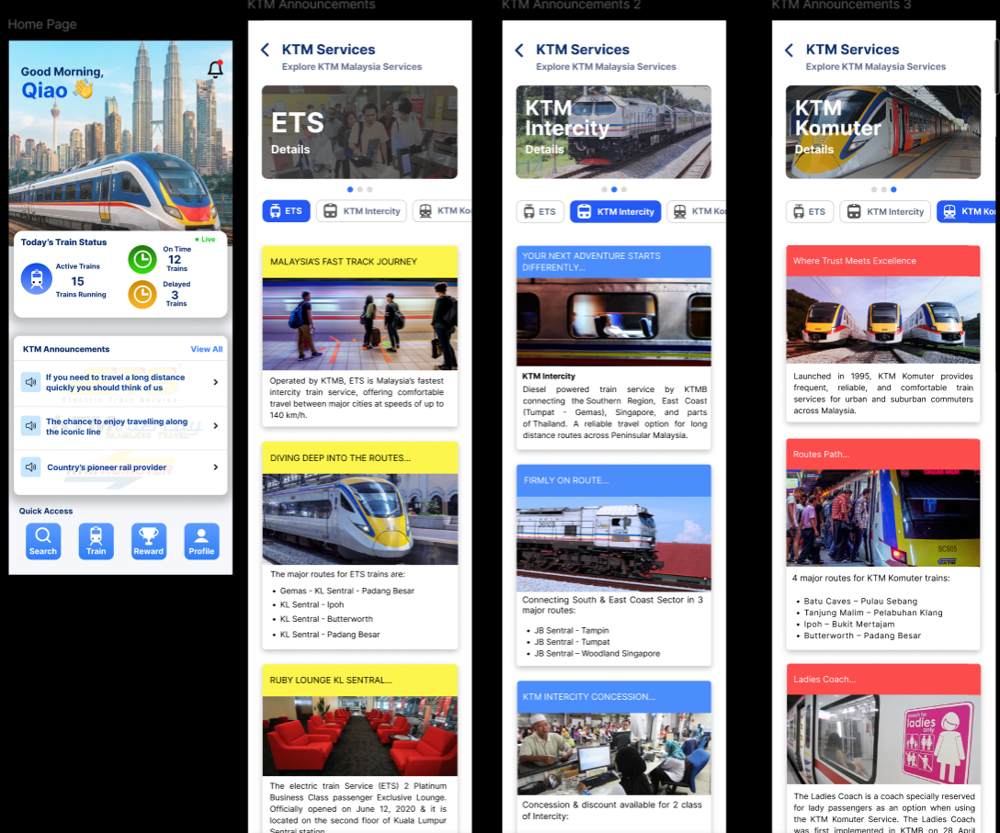 Home Page
Good Morning,
Qiao
Today's Train Status
Live
Active Trains
15
Trains Running
On Time
12
Trains
Delayed
3
Trains
KTM Announcements
View All
If you need to travel a long distance
quickly you should think of us
Electric Train Service
The chance to enjoy travelling along
the iconic line
Country's pioneer rail provider
Quick Access
Search
Train
Reward
Profile
KTM Announcements
KTM Services
Explore KTM Malaysia Services
ETS
Details
ETS
KTM Intercity
KTM Ko
MALAYSIA'S FAST TRACK JOURNEY
Operated by KTMB, ETS is Malaysia's fastest
intercity train service, offering comfortable
travel between major cities at speeds of up to
140 km/h.
DIVING DEEP INTO THE ROUTES...
The major routes for ETS trains are:
• Gemas - KL Sentral - Padang Besar
• KL Sentral - Ipoh
• KL Sentral - Butterworth
• KL Sentral - Padang Besar
RUBY LOUNGE KL SENTRAL...
The electric train Service (ETS) 2 Platinum
Business Class passenger Exclusive Lounge.
Officially opened on June 12, 2020 & it is
located on the second floor of Kuala Lumpur
Sentral station
KTM Announcements 2
KTM Services
Explore KTM Malaysia Services
KTM
Intercity
Details
ETS
KTM Intercity
KTM Ko
YOUR NEXT ADVENTURE STARTS
DIFFERENTLY...
KTM Intercity
Diesel powered train service by KTMB
connecting the Southern Region, East Coast
(Tumpat - Gemas), Singapore, and parts
of Thailand. A reliable travel option for long
distance routes across Peninsular Malaysia.
FIRMLY ON ROUTE...
Connecting South & East Coast Sector in 3
major routes:
• JB Sentral - Tampin
• JB Sentral - Tumpat
• JB Sentral – Woodland Singapore
KTM INTERCITY CONCESSION...
Concession & discount available for 2 class
of Intercity:
KTM Announcements 3
KTM Services
Explore KTM Malaysia Services
KTM
Komuter
Details
ETS
KTM Intercity
KTM Ko
Where Trust Meets Excellence
Launched in 1995, KTM Komuter provides
frequent, reliable, and comfortable train
services for urban and suburban commuters
across Malaysia.
Routes Path...
SCS05
4 major routes for KTM Komuter trains:
• Batu Caves – Pulau Sebang
• Tanjung Malim – Pelabuhan Klang
• Ipoh – Bukit Mertajam
• Butterworth – Padang Besar
Ladies Coach...
coach for
ladies
only
The Ladies Coach is a coach specially reserved
for lady passengers as an option when using
the KTM Komuter Service. The Ladies Coach
was first implemented in KTMB on 28 April